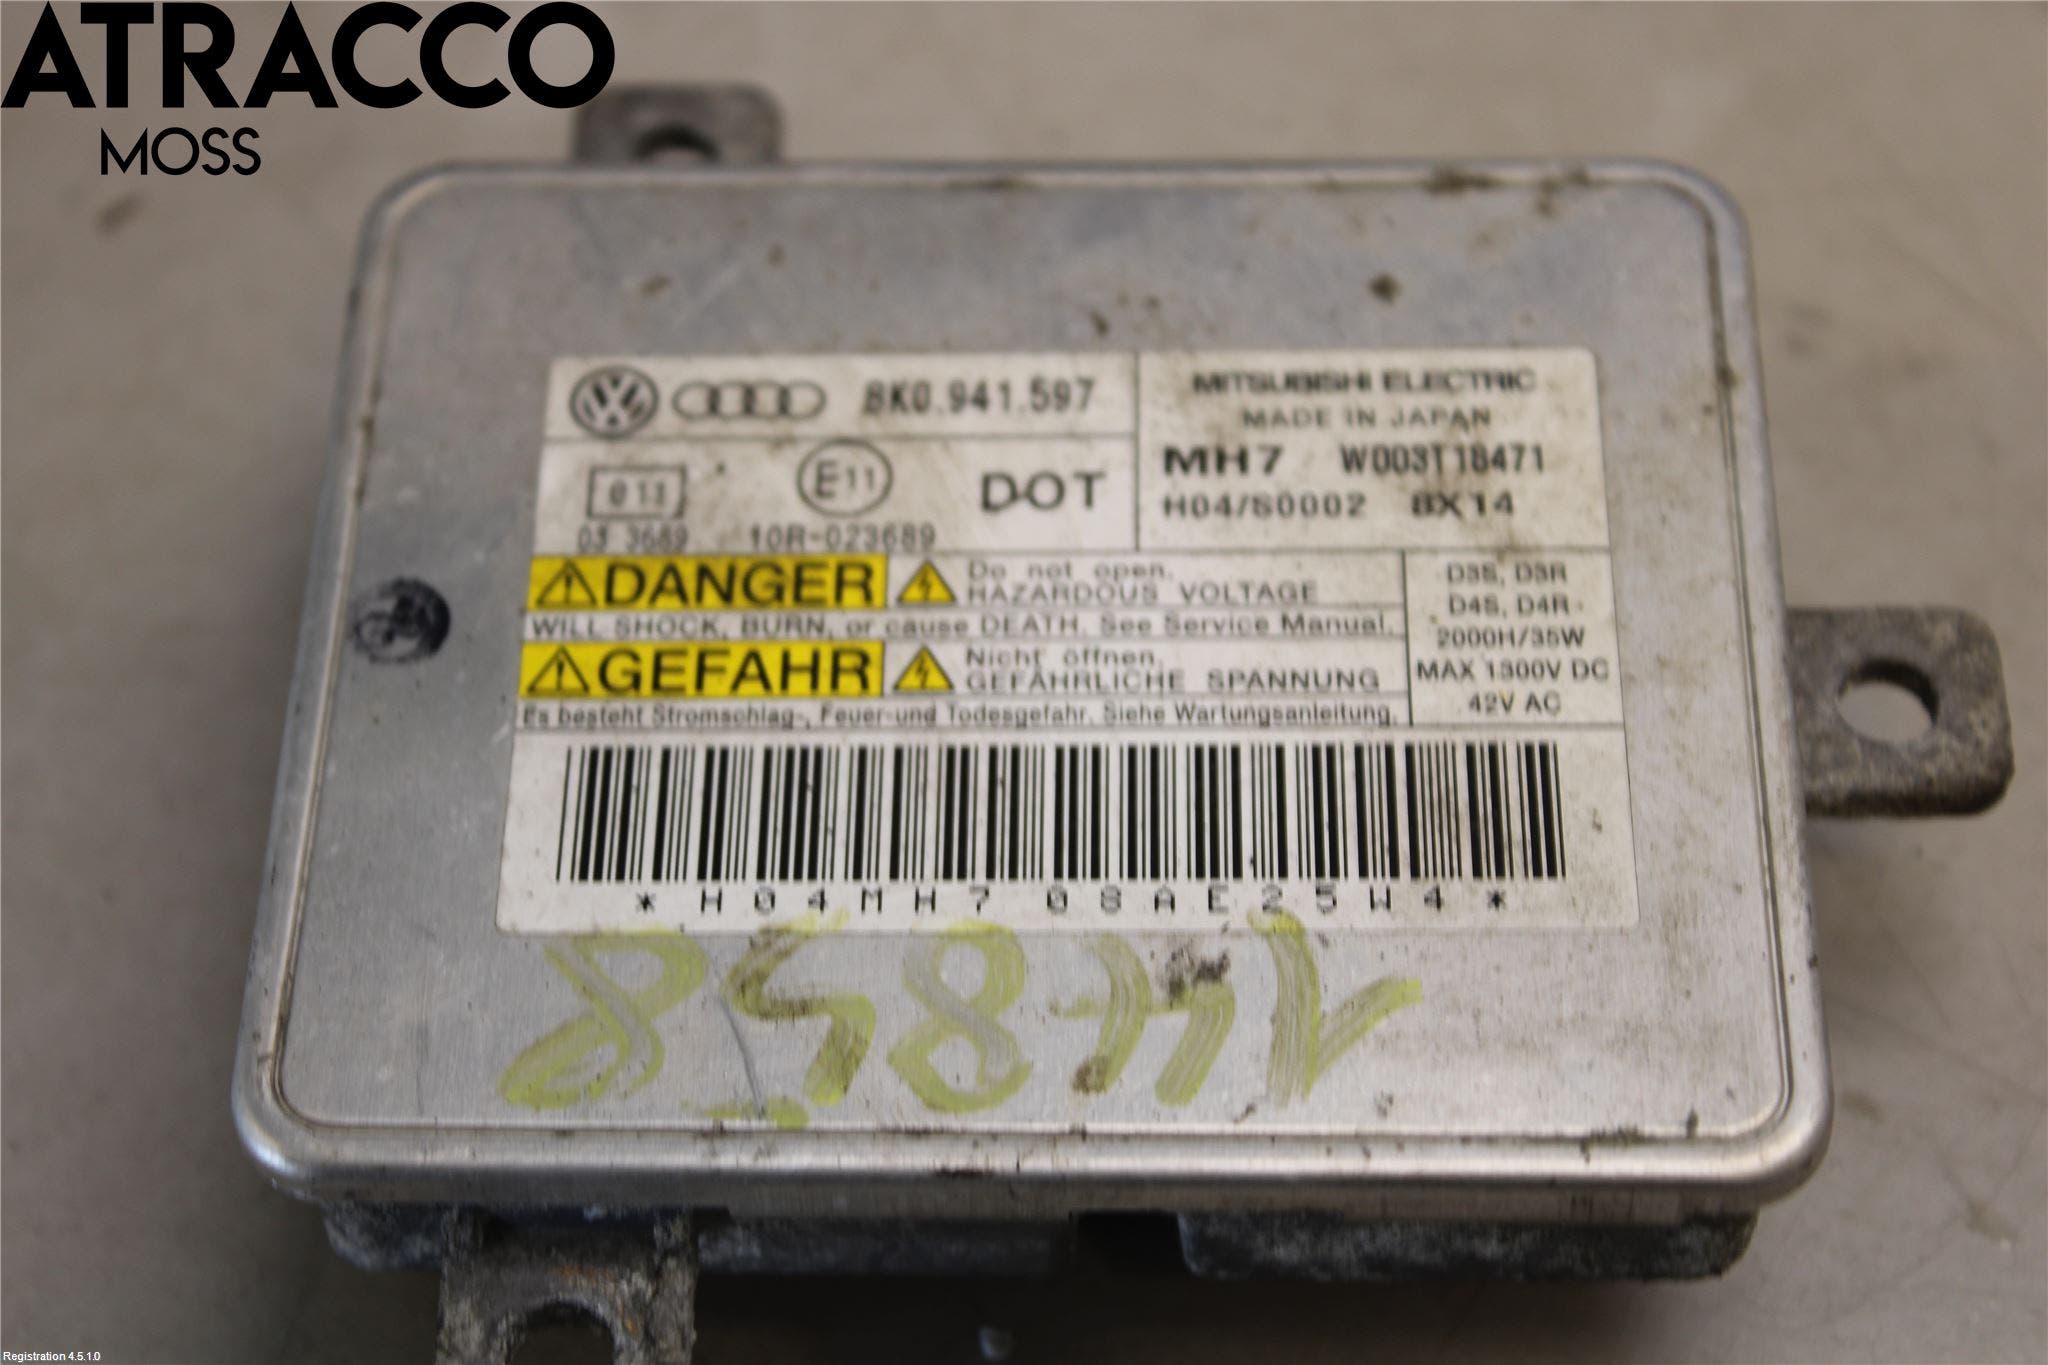 ATRACCO
MOSS
8K0.941.597
MITSUBISHI ELECTRIC
MADE IN JAPAN
MH7 W003T18471
H04/S0002 8X14
e13 E11 DOT
03 3689 10R-023689
DANGER Do not open.
HAZARDOUS VOLTAGE
WILL SHOCK, BURN, or cause DEATH. See Service Manual.
GEFAHR Nicht öffnen.
GEFÄHRLICHE SPANNUNG
Es besteht Stromschlag-, Feuer-und Todesgefahr. Siehe Wartungsanleitung.
D3S, D3R
D4S, D4R
2000H/35W
MAX 1300V DC
42V AC
*H04MH708AE25W4*
Registration 4.5.1.0